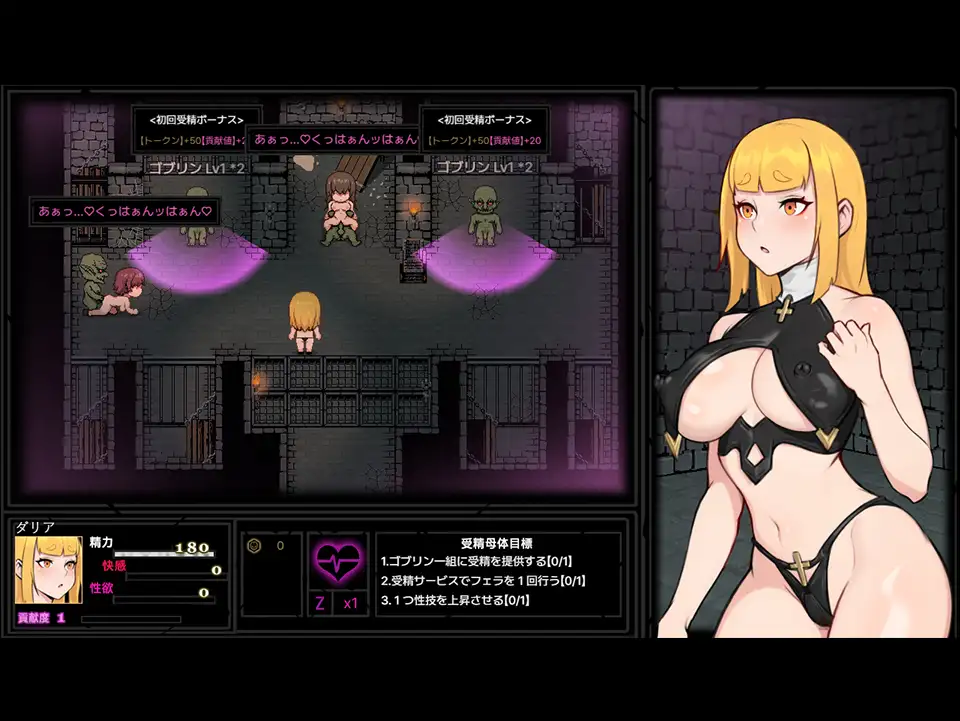 <初回受精ボーナス>
【トークン】+50【貢献値】+2
あぁっ...♡くっはぁんッはぁん
<初回受精ボーナス>
【トークン】+50【貢献値】+20
ゴブリン Lv1 *2
ゴブリン Lv1 *2
あぁっ...♡くっはぁんッはぁん♡
ダリア
精力 180
快感 0
性欲 0
貢献度 1
0
Z x1
受精母体目標
1.ゴブリン一組に受精を提供する【0/1】
2.受精サービスでフェラを１回行う【0/1】
3.１つ性技を上昇させる【0/1】